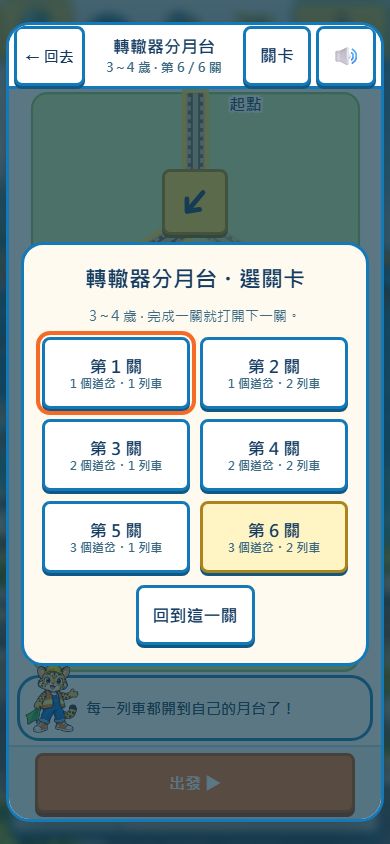 ← 回去
轉轍器分月台
3~4 歲 · 第 6 / 6 關
關卡
起點
轉轍器分月台 · 選關卡
3~4 歲 · 完成一關就打開下一關。
第 1 關
1 個道岔 · 1 列車
第 2 關
1 個道岔 · 2 列車
第 3 關
2 個道岔 · 1 列車
第 4 關
2 個道岔 · 2 列車
第 5 關
3 個道岔 · 1 列車
第 6 關
3 個道岔 · 2 列車
回到這一關
每一列車都開到自己的月台了！
出發 ▶